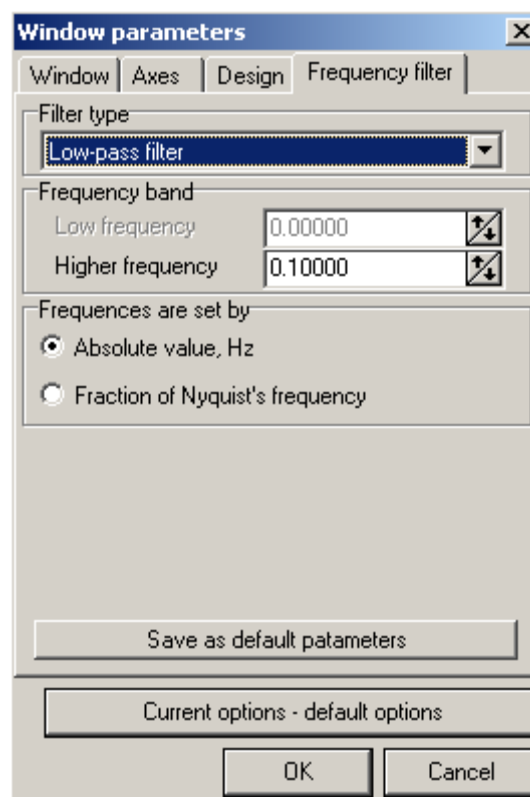 Window parameters
Window Axes Design Frequency filter
Filter type
Low-pass filter
Frequency band
Low frequency 0.00000
Higher frequency 0.10000
Frequences are set by
Absolute value, Hz
Fraction of Nyquist's frequency
Save as default patameters
Current options - default options
OK Cancel